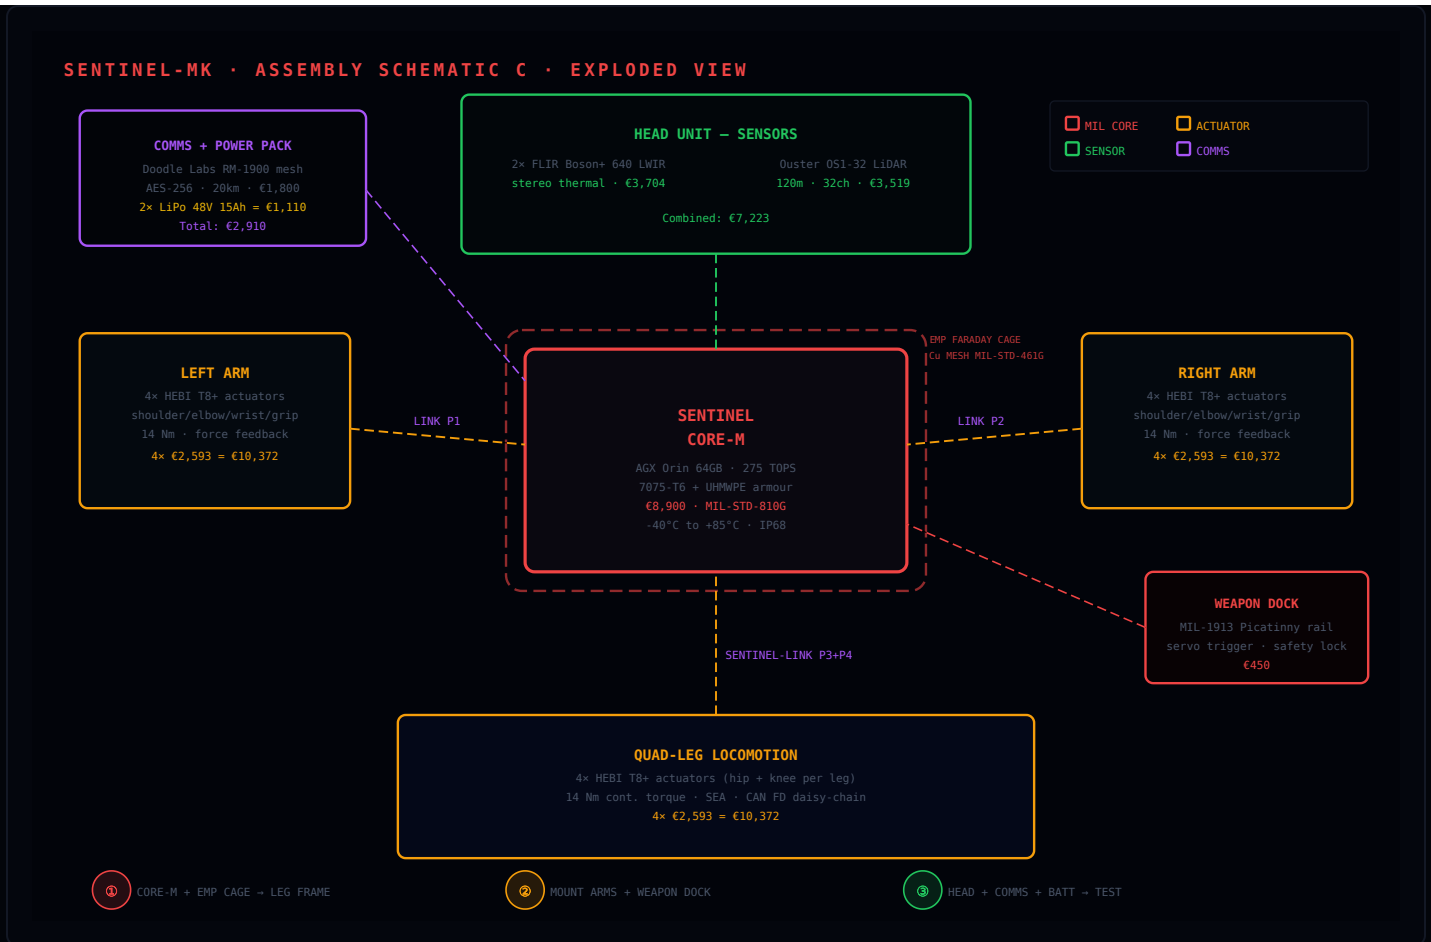 SENTINEL-MK · ASSEMBLY SCHEMATIC C · EXPLODED VIEW
COMMS + POWER PACK
Doodle Labs RM-1900 mesh
AES-256 · 20km · €1,800
2× LiPo 48V 15Ah = €1,110
Total: €2,910
HEAD UNIT — SENSORS
2× FLIR Boson+ 640 LWIR
stereo thermal · €3,704
Ouster OS1-32 LiDAR
120m · 32ch · €3,519
Combined: €7,223
MIL CORE
ACTUATOR
SENSOR
COMMS
LEFT ARM
4× HEBI T8+ actuators
shoulder/elbow/wrist/grip
14 Nm · force feedback
4× €2,593 = €10,372
LINK P1
EMP FARADAY CAGE
Cu MESH MIL-STD-461G
SENTINEL
CORE-M
AGX Orin 64GB · 275 TOPS
7075-T6 + UHMWPE armour
€8,900 · MIL-STD-810G
-40°C to +85°C · IP68
LINK P2
RIGHT ARM
4× HEBI T8+ actuators
shoulder/elbow/wrist/grip
14 Nm · force feedback
4× €2,593 = €10,372
WEAPON DOCK
MIL-1913 Picatinny rail
servo trigger · safety lock
€450
SENTINEL-LINK P3+P4
QUAD-LEG LOCOMOTION
4× HEBI T8+ actuators (hip + knee per leg)
14 Nm cont. torque · SEA · CAN FD daisy-chain
4× €2,593 = €10,372
① CORE-M + EMP CAGE → LEG FRAME
② MOUNT ARMS + WEAPON DOCK
③ HEAD + COMMS + BATT → TEST